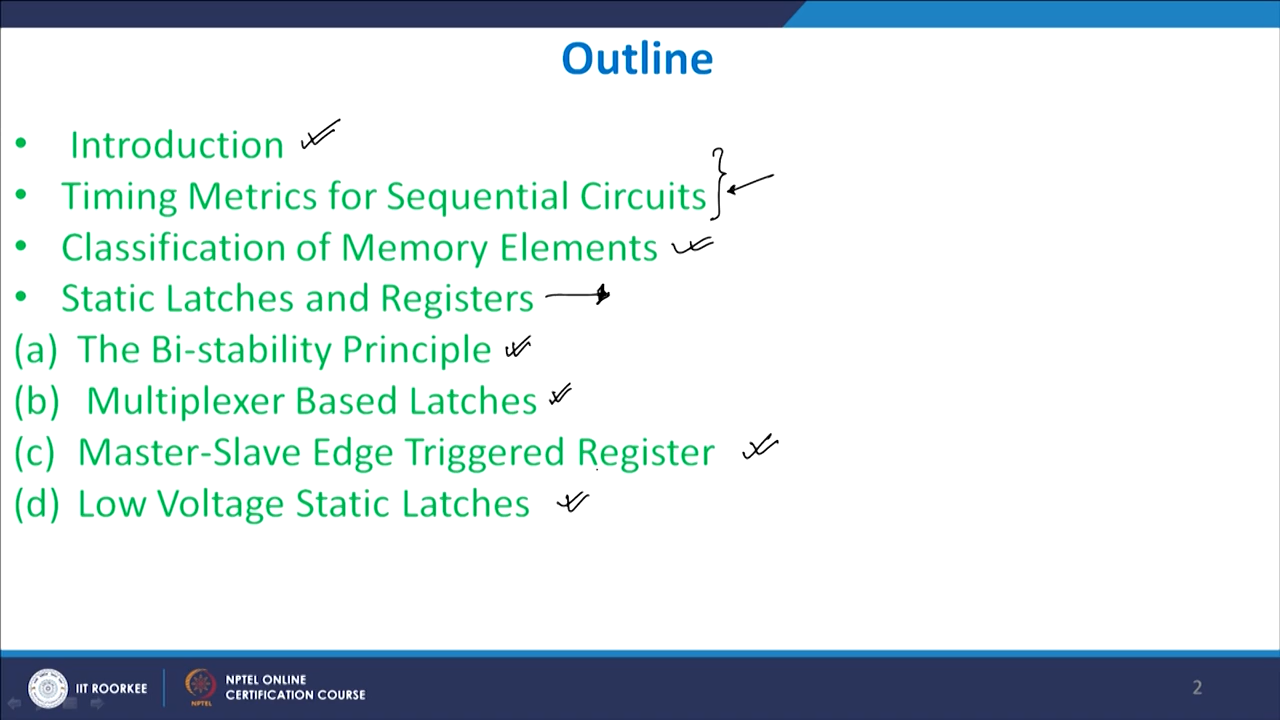 Outline
• Introduction
• Timing Metrics for Sequential Circuits
• Classification of Memory Elements
• Static Latches and Registers
(a) The Bi-stability Principle
(b) Multiplexer Based Latches
(c) Master-Slave Edge Triggered Register
(d) Low Voltage Static Latches
IIT ROORKEE
NPTEL ONLINE
CERTIFICATION COURSE
NPTEL
2